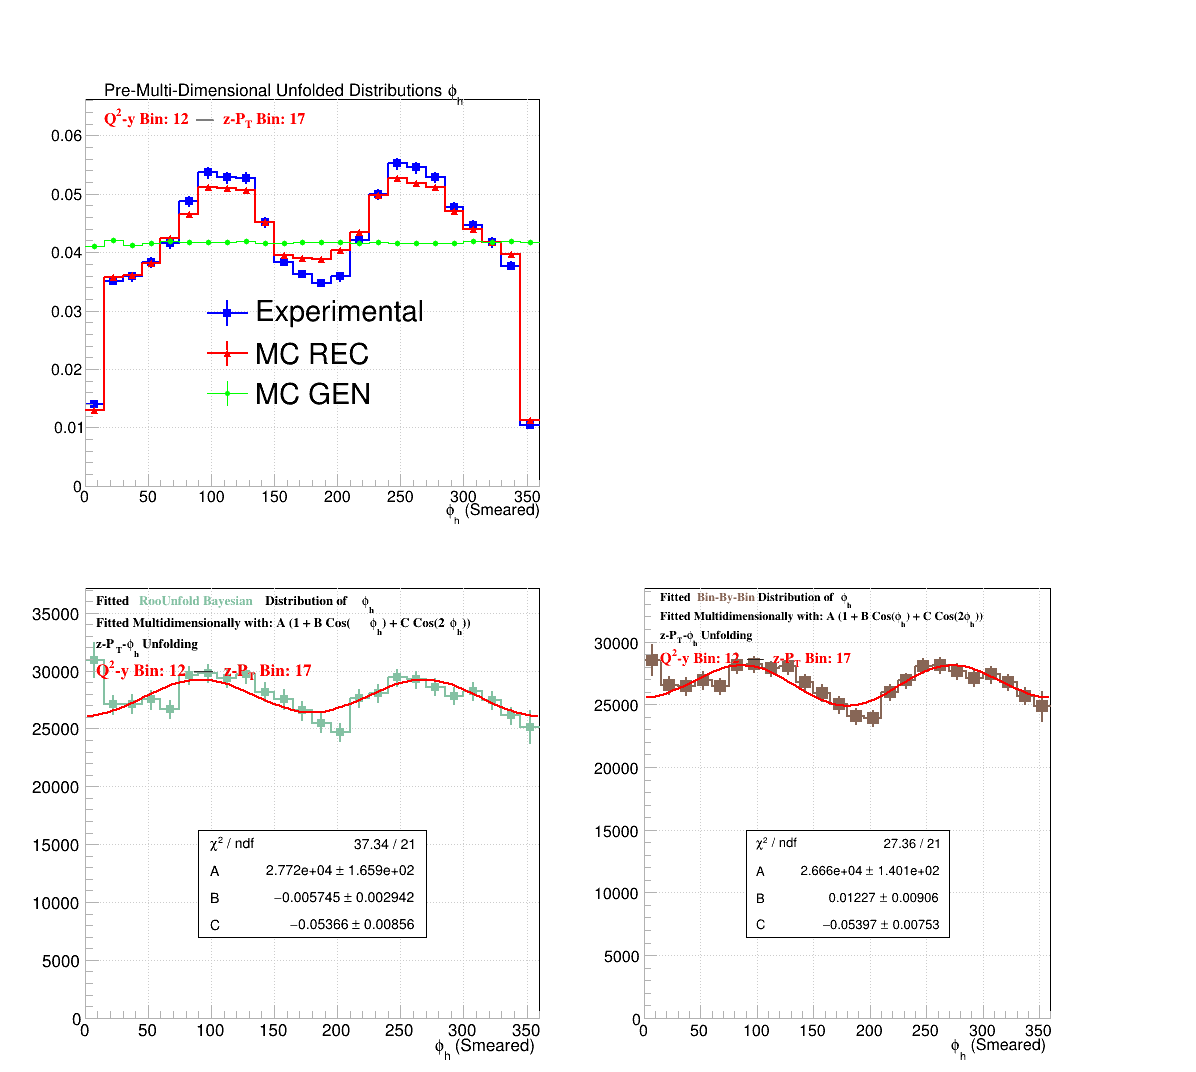 Pre-Multi-Dimensional Unfolded Distributions ϕh
Q2-y Bin: 12 — z-PT Bin: 17
0.06
0.05
0.04
0.03
0.02
0.01
0
Experimental
MC REC
MC GEN
0 50 100 150 200 250 300 350
ϕh (Smeared)
Fitted RooUnfold Bayesian Distribution of ϕh
Fitted Multidimensionally with: A (1 + B Cos( ϕh) + C Cos(2 ϕh))
z-PT-ϕh Unfolding
Q2-y Bin: 12 — z-PT Bin: 17
35000
30000
25000
20000
15000
10000
5000
0
χ2 / ndf 37.34 / 21
A 2.772e+04 ± 1.659e+02
B −0.005745 ± 0.002942
C −0.05366 ± 0.00856
0 50 100 150 200 250 300 350
ϕh (Smeared)
Fitted Bin-By-Bin Distribution of ϕh
Fitted Multidimensionally with: A (1 + B Cos(ϕh) + C Cos(2ϕh))
z-PT-ϕh Unfolding
Q2-y Bin: 12 — z-PT Bin: 17
30000
25000
20000
15000
10000
5000
0
χ2 / ndf 27.36 / 21
A 2.666e+04 ± 1.401e+02
B 0.01227 ± 0.00906
C −0.05397 ± 0.00753
0 50 100 150 200 250 300 350
ϕh (Smeared)